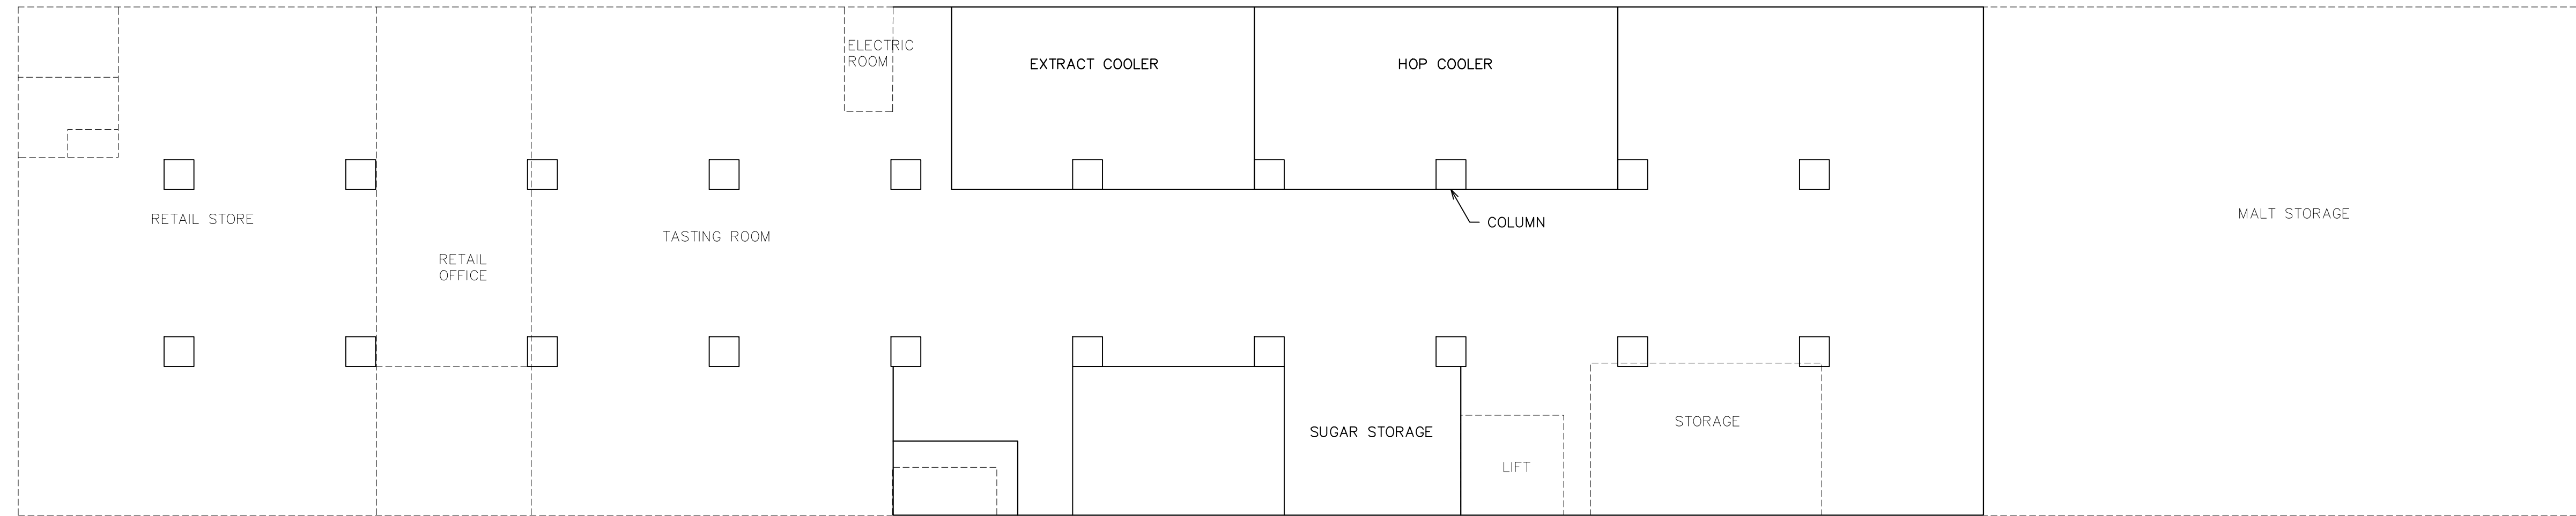 ELECTRIC
ROOM
EXTRACT COOLER
HOP COOLER
RETAIL STORE
TASTING ROOM
COLUMN
MALT STORAGE
RETAIL
OFFICE
SUGAR STORAGE
STORAGE
LIFT